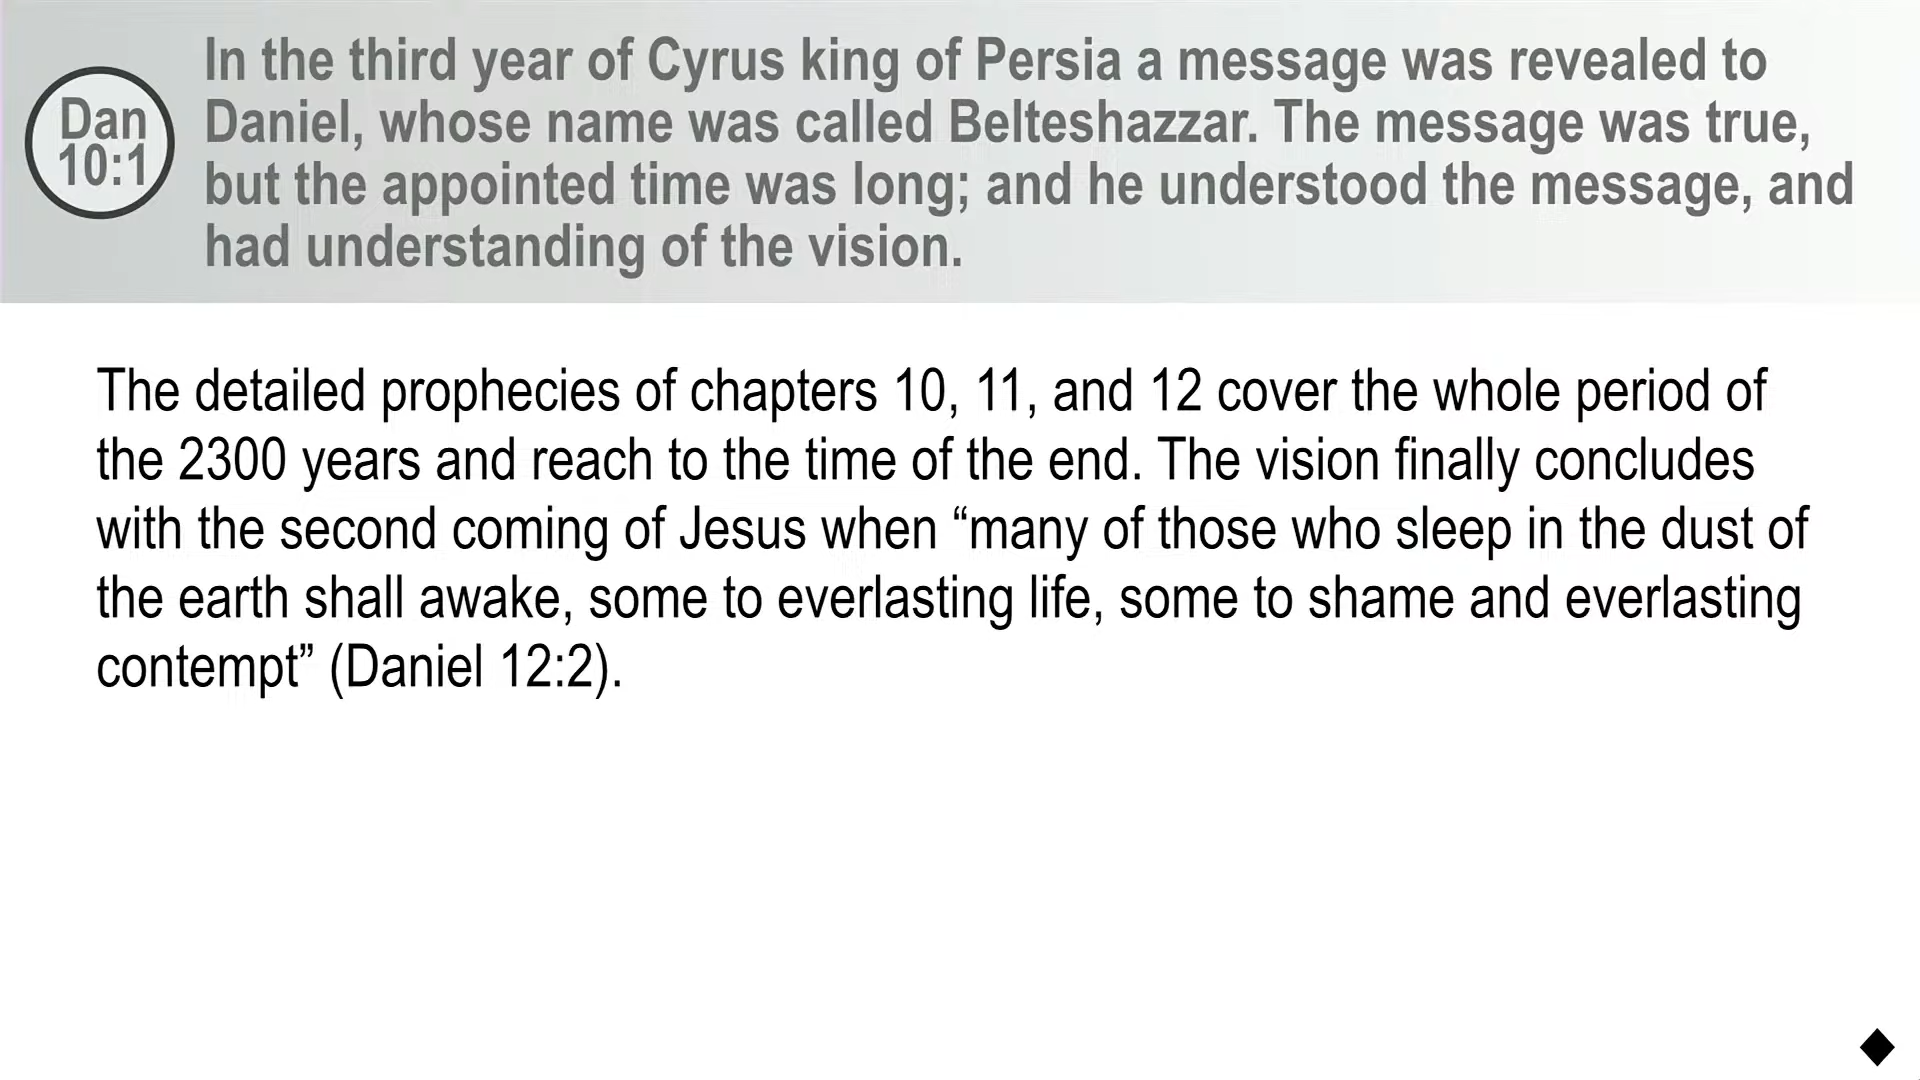 Dan
10:1
In the third year of Cyrus king of Persia a message was revealed to
Daniel, whose name was called Belteshazzar. The message was true,
but the appointed time was long; and he understood the message, and
had understanding of the vision.
The detailed prophecies of chapters 10, 11, and 12 cover the whole period of
the 2300 years and reach to the time of the end. The vision finally concludes
with the second coming of Jesus when “many of those who sleep in the dust of
the earth shall awake, some to everlasting life, some to shame and everlasting
contempt” (Daniel 12:2).